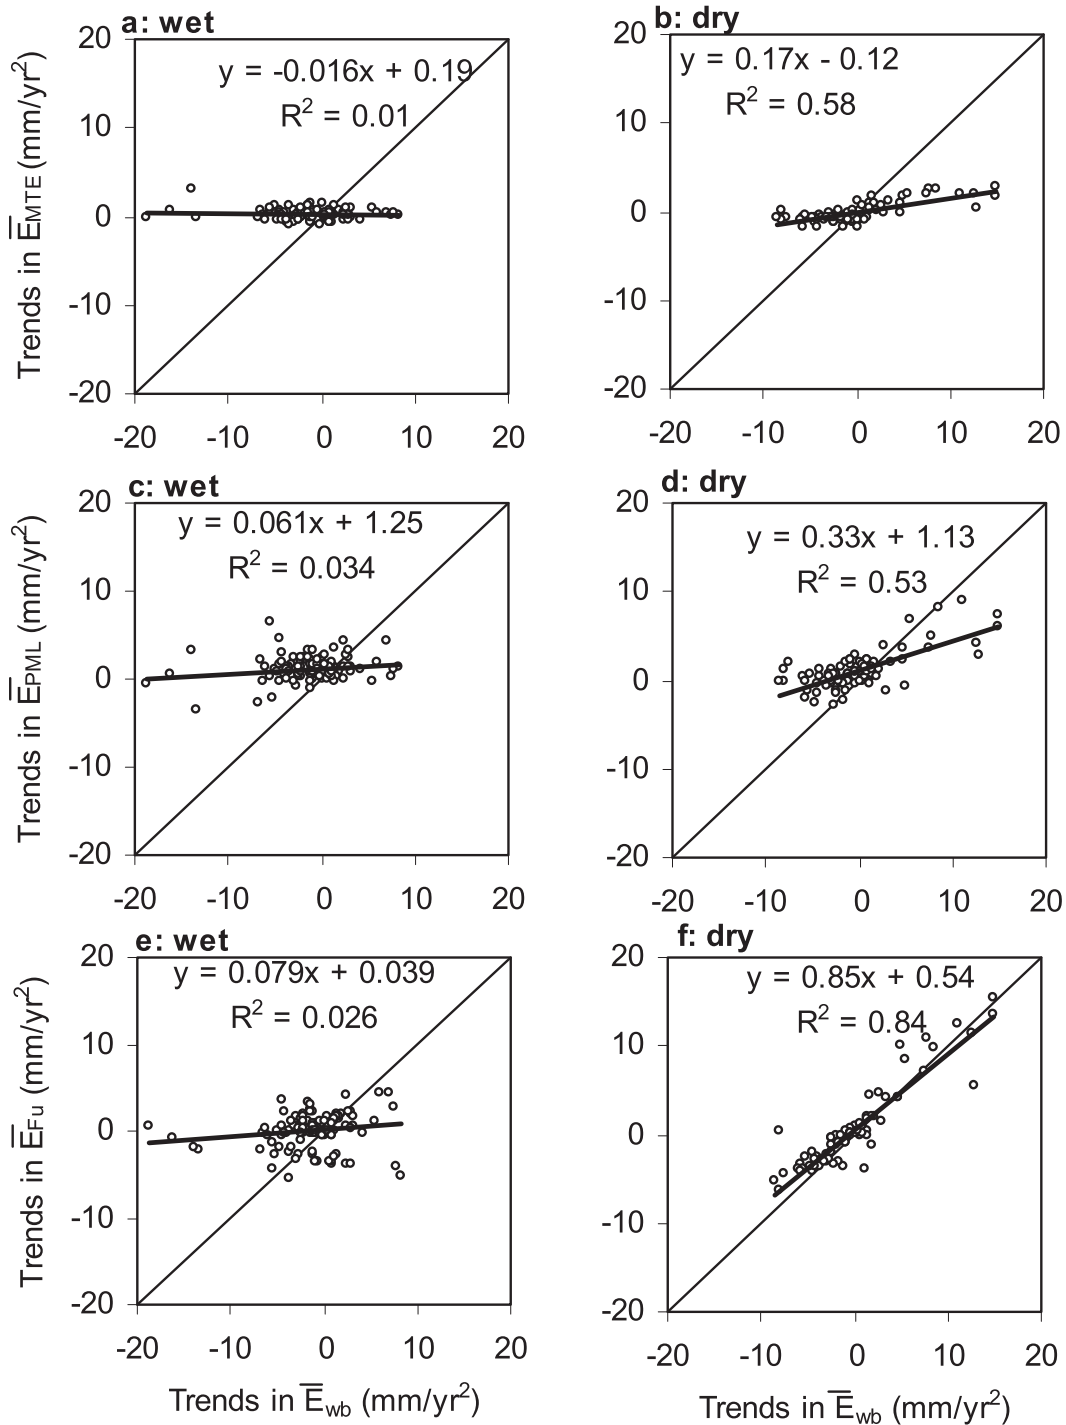 a: wet
y = -0.016x + 0.19
R² = 0.01
20
10
0
-10
-20
-20 -10 0 10 20
Trends in E̅MTE (mm/yr²)
b: dry
y = 0.17x - 0.12
R² = 0.58
20
10
0
-10
-20
-20 -10 0 10 20
c: wet
y = 0.061x + 1.25
R² = 0.034
20
10
0
-10
-20
-20 -10 0 10 20
Trends in E̅PML (mm/yr²)
d: dry
y = 0.33x + 1.13
R² = 0.53
20
10
0
-10
-20
-20 -10 0 10 20
e: wet
y = 0.079x + 0.039
R² = 0.026
20
10
0
-10
-20
-20 -10 0 10 20
Trends in E̅Fu (mm/yr²)
Trends in E̅wb (mm/yr²)
f: dry
y = 0.85x + 0.54
R² = 0.84
20
10
0
-10
-20
-20 -10 0 10 20
Trends in E̅wb (mm/yr²)